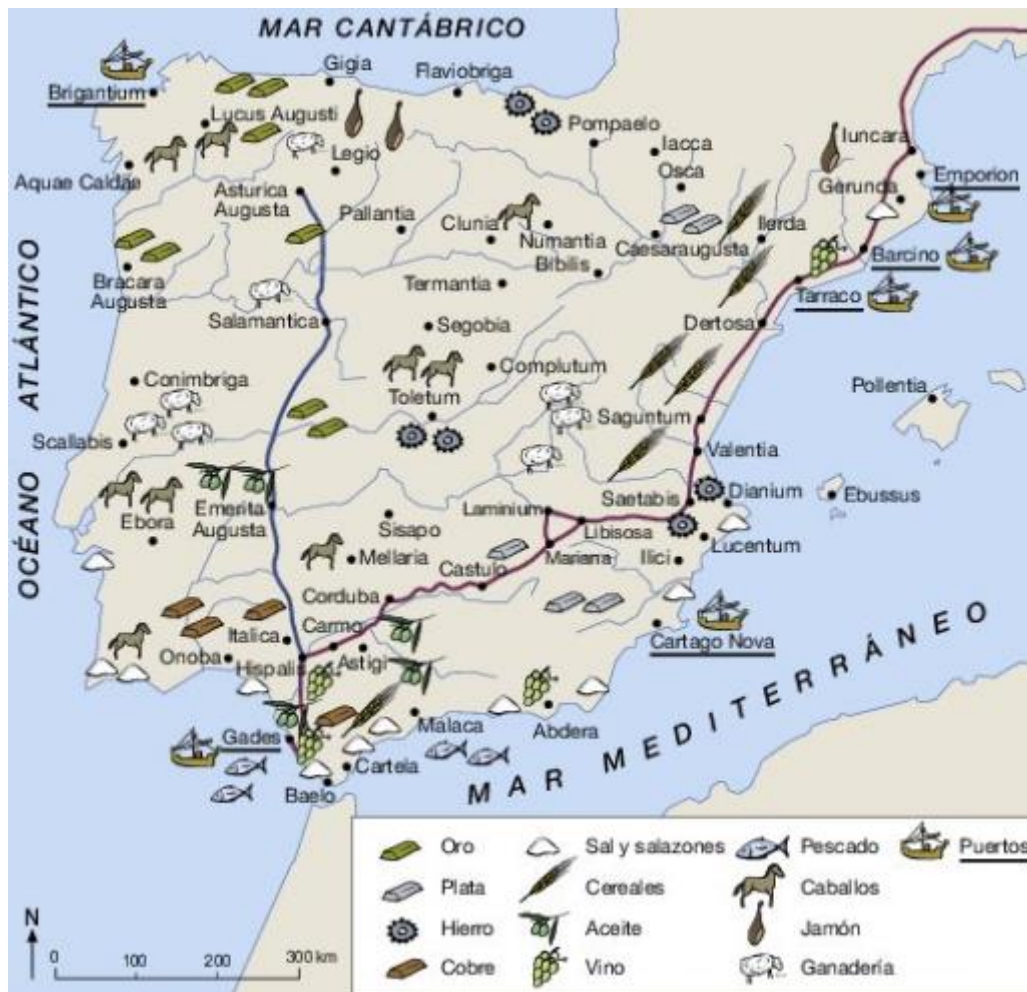 MAR CANTÁBRICO
Gigia
Flaviobriga
Brigantium
Lucus Augusti
Pompaelo
Iuncara
Legio
Iacca
Aquae Caldae
Osca
Gerunda
Emporion
Asturica
Augusta
Pallantia
Clunia
Numantia
Ilerda
Caesaraugusta
Barcino
Bíbilis
Bracara
Augusta
Termantia
Tarraco
Salamantica
Segobia
Dertosa
OCÉANO ATLÁNTICO
Conimbriga
Complutum
Pollentia
Toletum
Saguntum
Scallabis
Valentia
Emerita
Augusta
Saetabis
Dianium
Ebussus
Laminium
Ebora
Sisapo
Libisosa
Lucentum
Mellaria
Mariana
Ilici
Castulo
Corduba
Italica
Carmo
Cartago Nova
Onoba
Hispalis
Astigi
MAR MEDITERRÁNEO
Malaca
Abdera
Gades
Carteia
Baelo
Oro
Sal y salazones
Pescado
Puertos
Plata
Cereales
Caballos
Hierro
Aceite
Jamón
Cobre
Vino
Ganadería
N
0 100 200 300 km